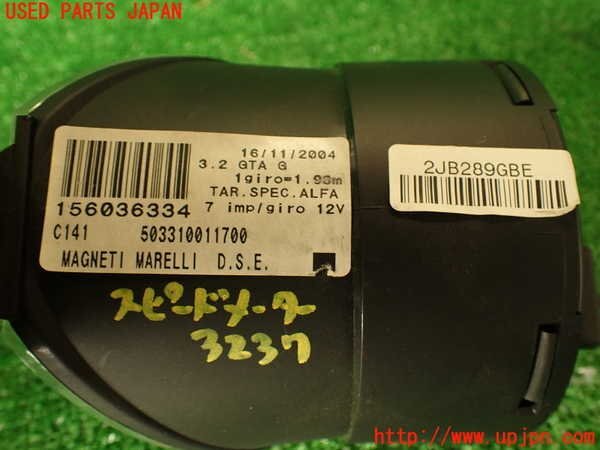 USED PARTS JAPAN
16/11/2004
3.2 GTA G
1giro=1.93m
TAR.SPEC.ALFA
156036334 7 imp/giro 12V
C141 503310011700
MAGNETI MARELLI D.S.E.
2JB289GBE
スピードメーター
3237
http://www.upjpn.com/